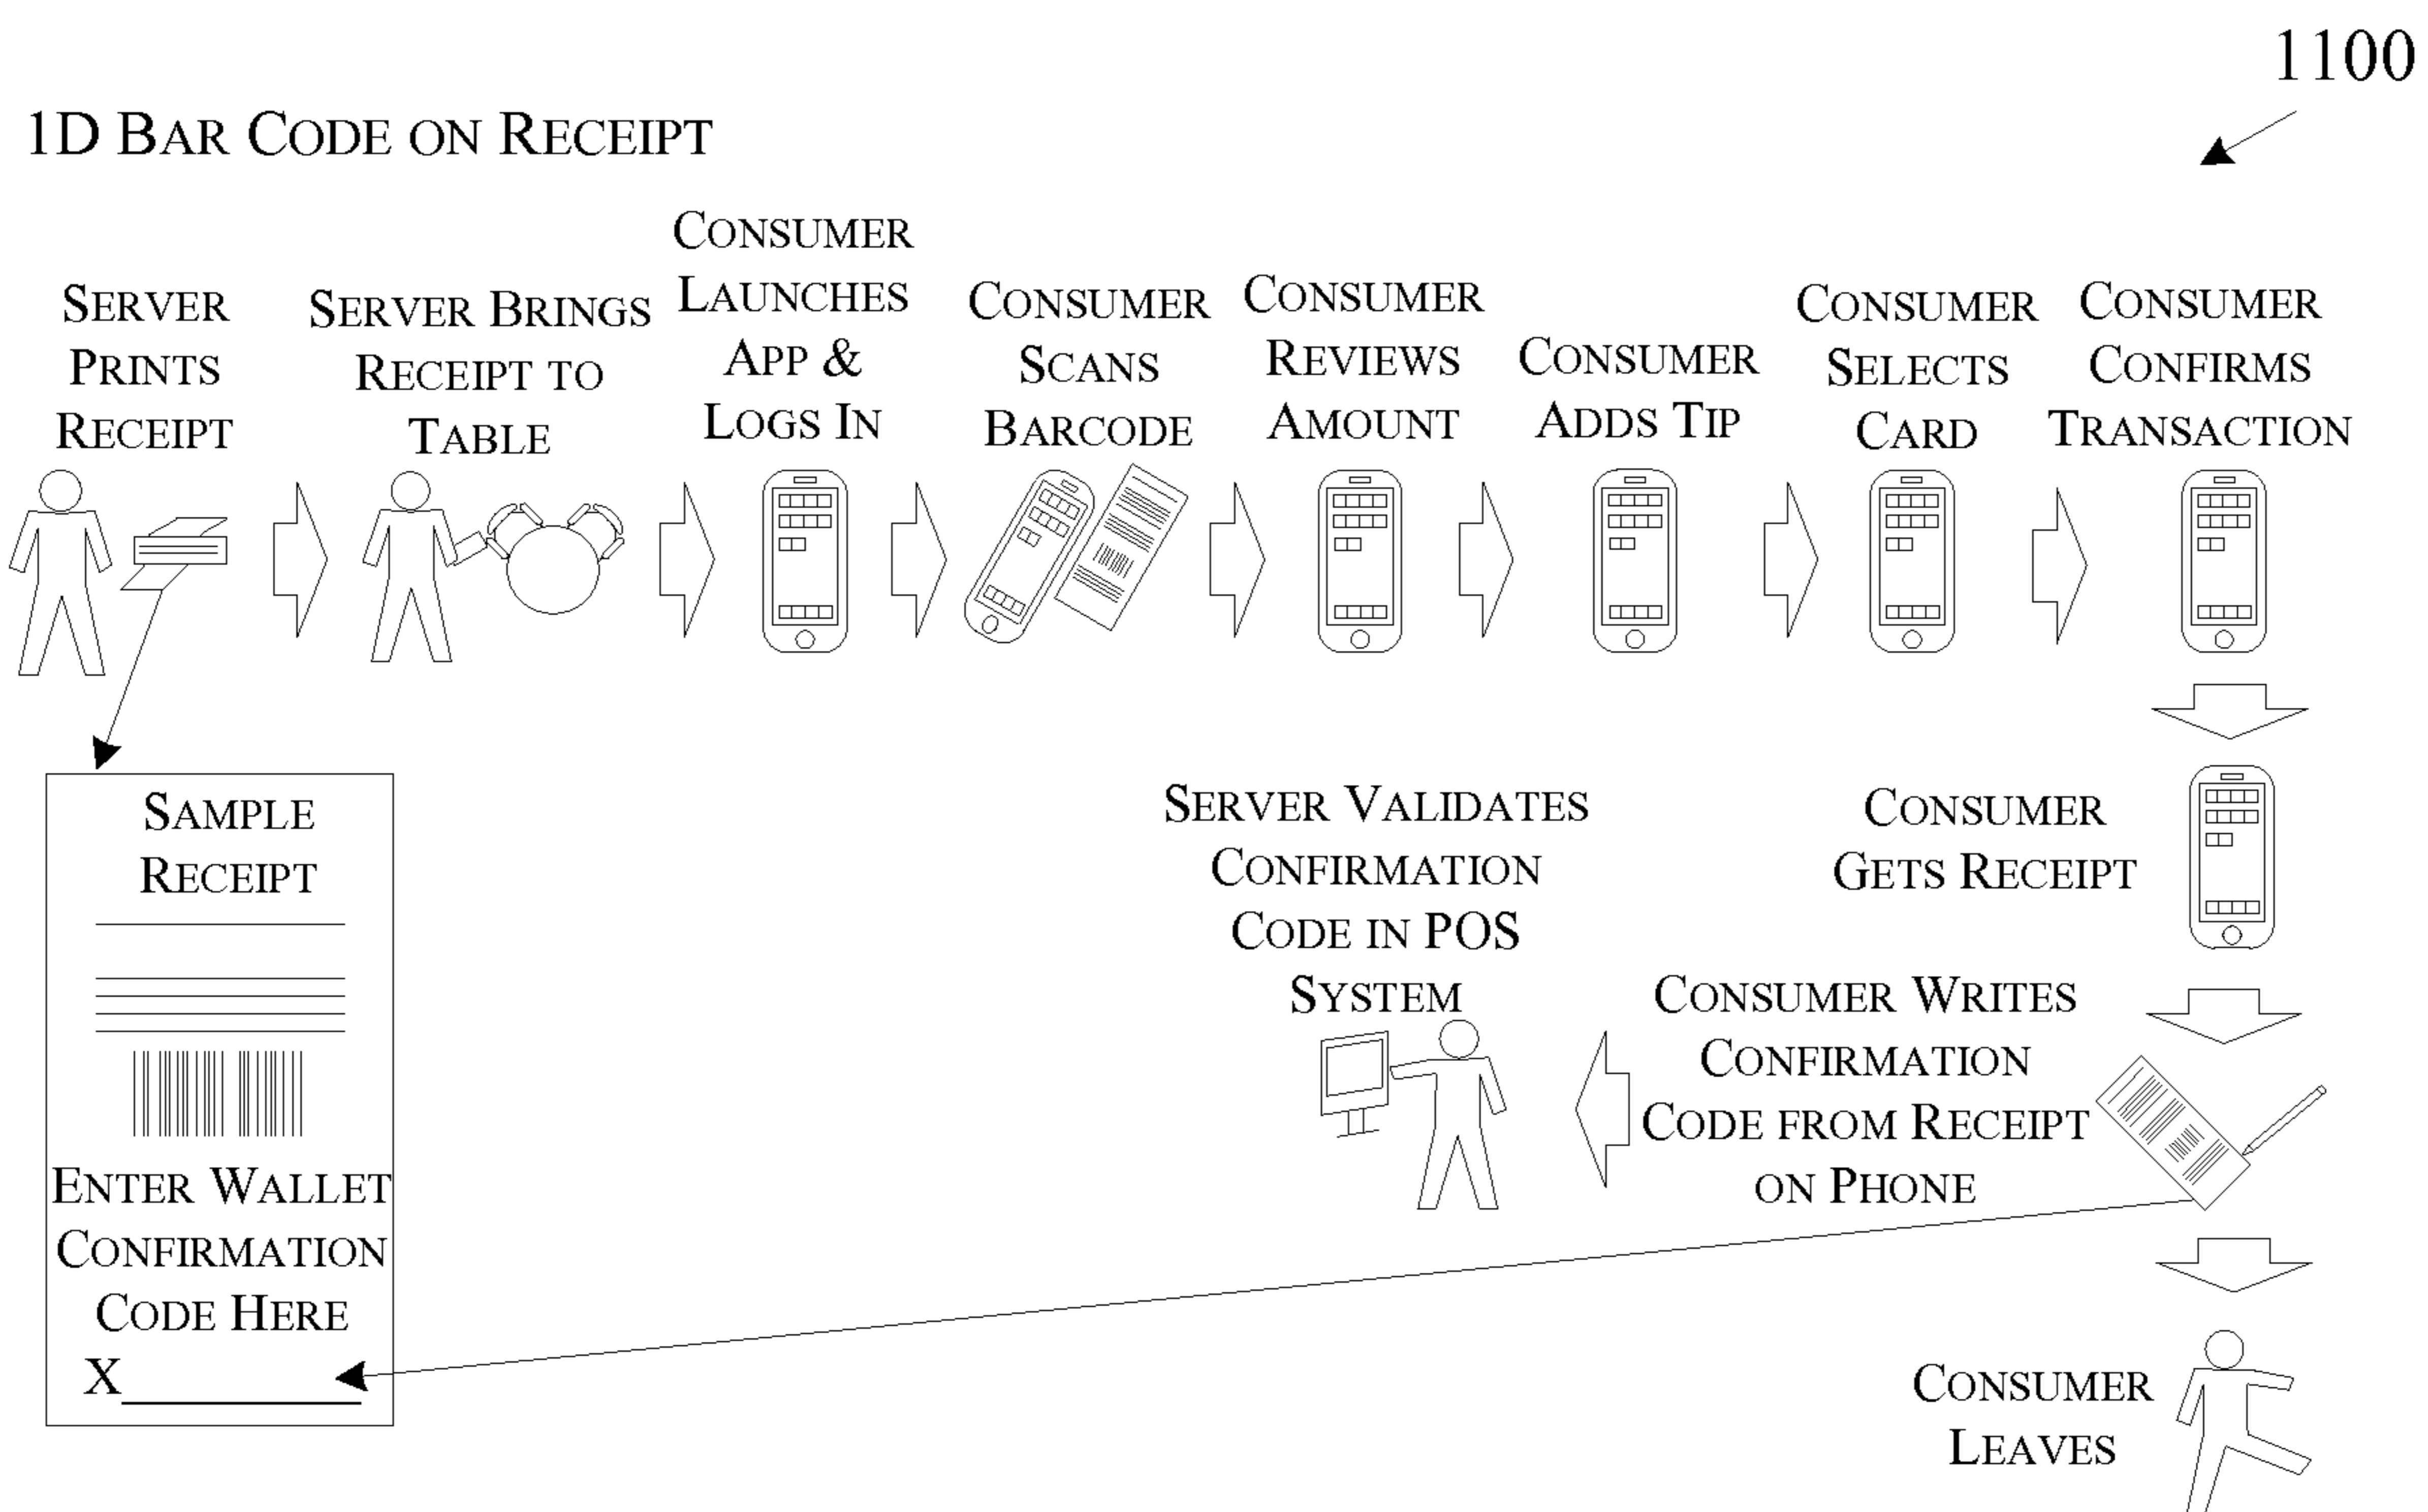 1100
1D BAR CODE ON RECEIPT
SERVER
PRINTS
RECEIPT
SERVER BRINGS
RECEIPT TO
TABLE
CONSUMER
LAUNCHES
APP &
LOGS IN
CONSUMER
SCANS
BARCODE
CONSUMER
REVIEWS
AMOUNT
CONSUMER
ADDS TIP
CONSUMER
SELECTS
CARD
CONSUMER
CONFIRMS
TRANSACTION
CONSUMER
GETS RECEIPT
CONSUMER WRITES
CONFIRMATION
CODE FROM RECEIPT
ON PHONE
SERVER VALIDATES
CONFIRMATION
CODE IN POS
SYSTEM
CONSUMER
LEAVES
SAMPLE
RECEIPT
ENTER WALLET
CONFIRMATION
CODE HERE
X